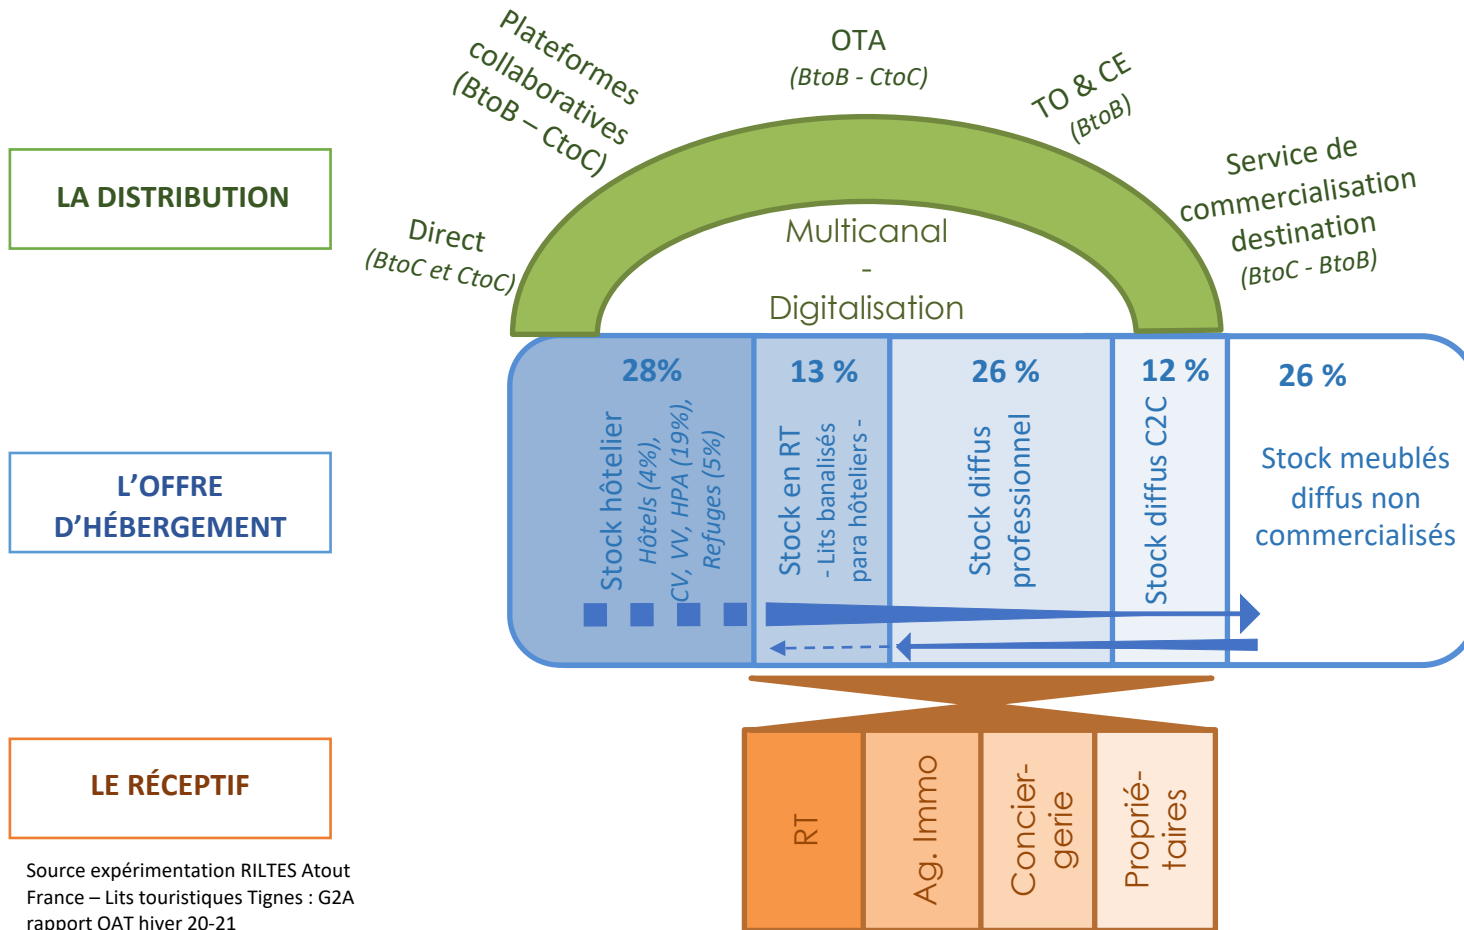 Plateformes
collaboratives
(BtoB – CtoC)
OTA
(BtoB - CtoC)
TO & CE
(BtoB)
Service de
commercialisation
destination
(BtoC - BtoB)
Direct
(BtoC et CtoC)
LA DISTRIBUTION
Multicanal
-
Digitalisation
28%
13 %
26 %
12 %
26 %
L’OFFRE
D’HÉBERGEMENT
Stock hôtelier
Hôtels (4%),
CV, VV, HPA (19%),
Refuges (5%)
Stock en RT
- Lits banalisés
para hôteliers -
Stock diffus
professionnel
Stock diffus C2C
Stock meublés
diffus non
commercialisés
LE RÉCEPTIF
RT
Ag. Immo
Concier-
gerie
Proprié-
taires
Source expérimentation RILTES Atout
France – Lits touristiques Tignes : G2A
rapport OAT hiver 20-21